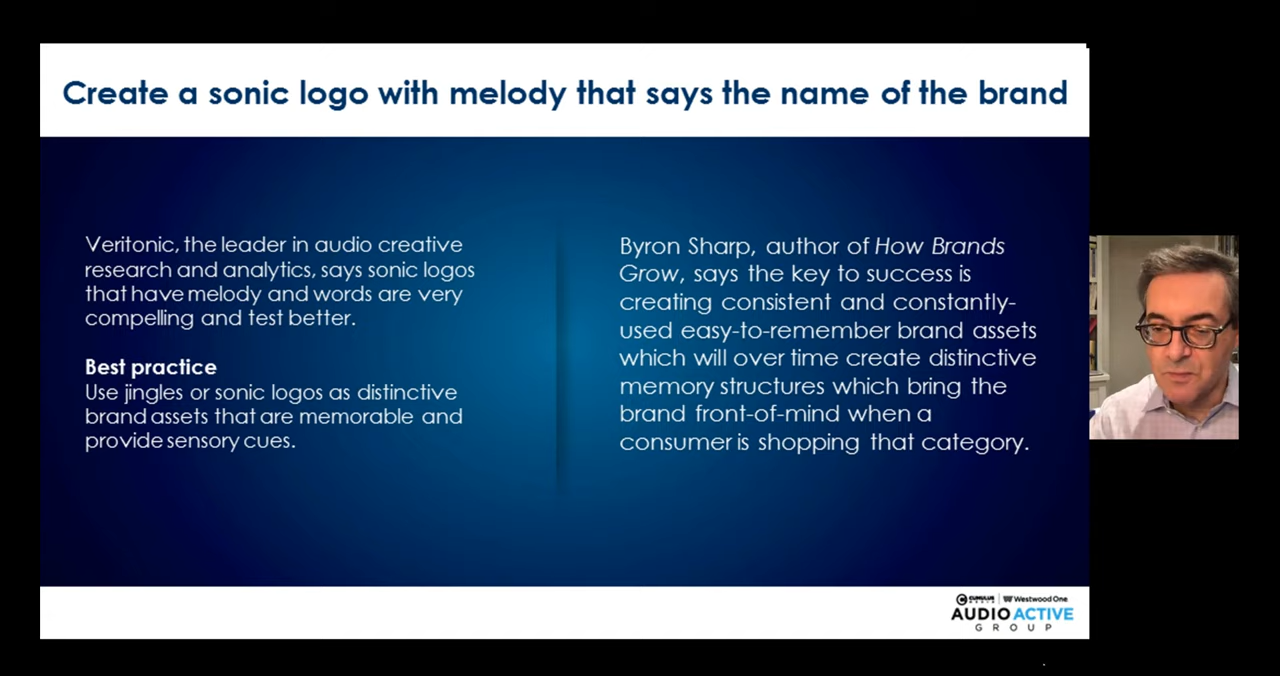 Create a sonic logo with melody that says the name of the brand
Veritonic, the leader in audio creative
research and analytics, says sonic logos
that have melody and words are very
compelling and test better.
Best practice
Use jingles or sonic logos as distinctive
brand assets that are memorable and
provide sensory cues.
Byron Sharp, author of How Brands
Grow, says the key to success is
creating consistent and constantly-
used easy-to-remember brand assets
which will over time create distinctive
memory structures which bring the
brand front-of-mind when a
consumer is shopping that category.
CUMULUS MEDIA | Westwood One
AUDIO ACTIVE
GROUP